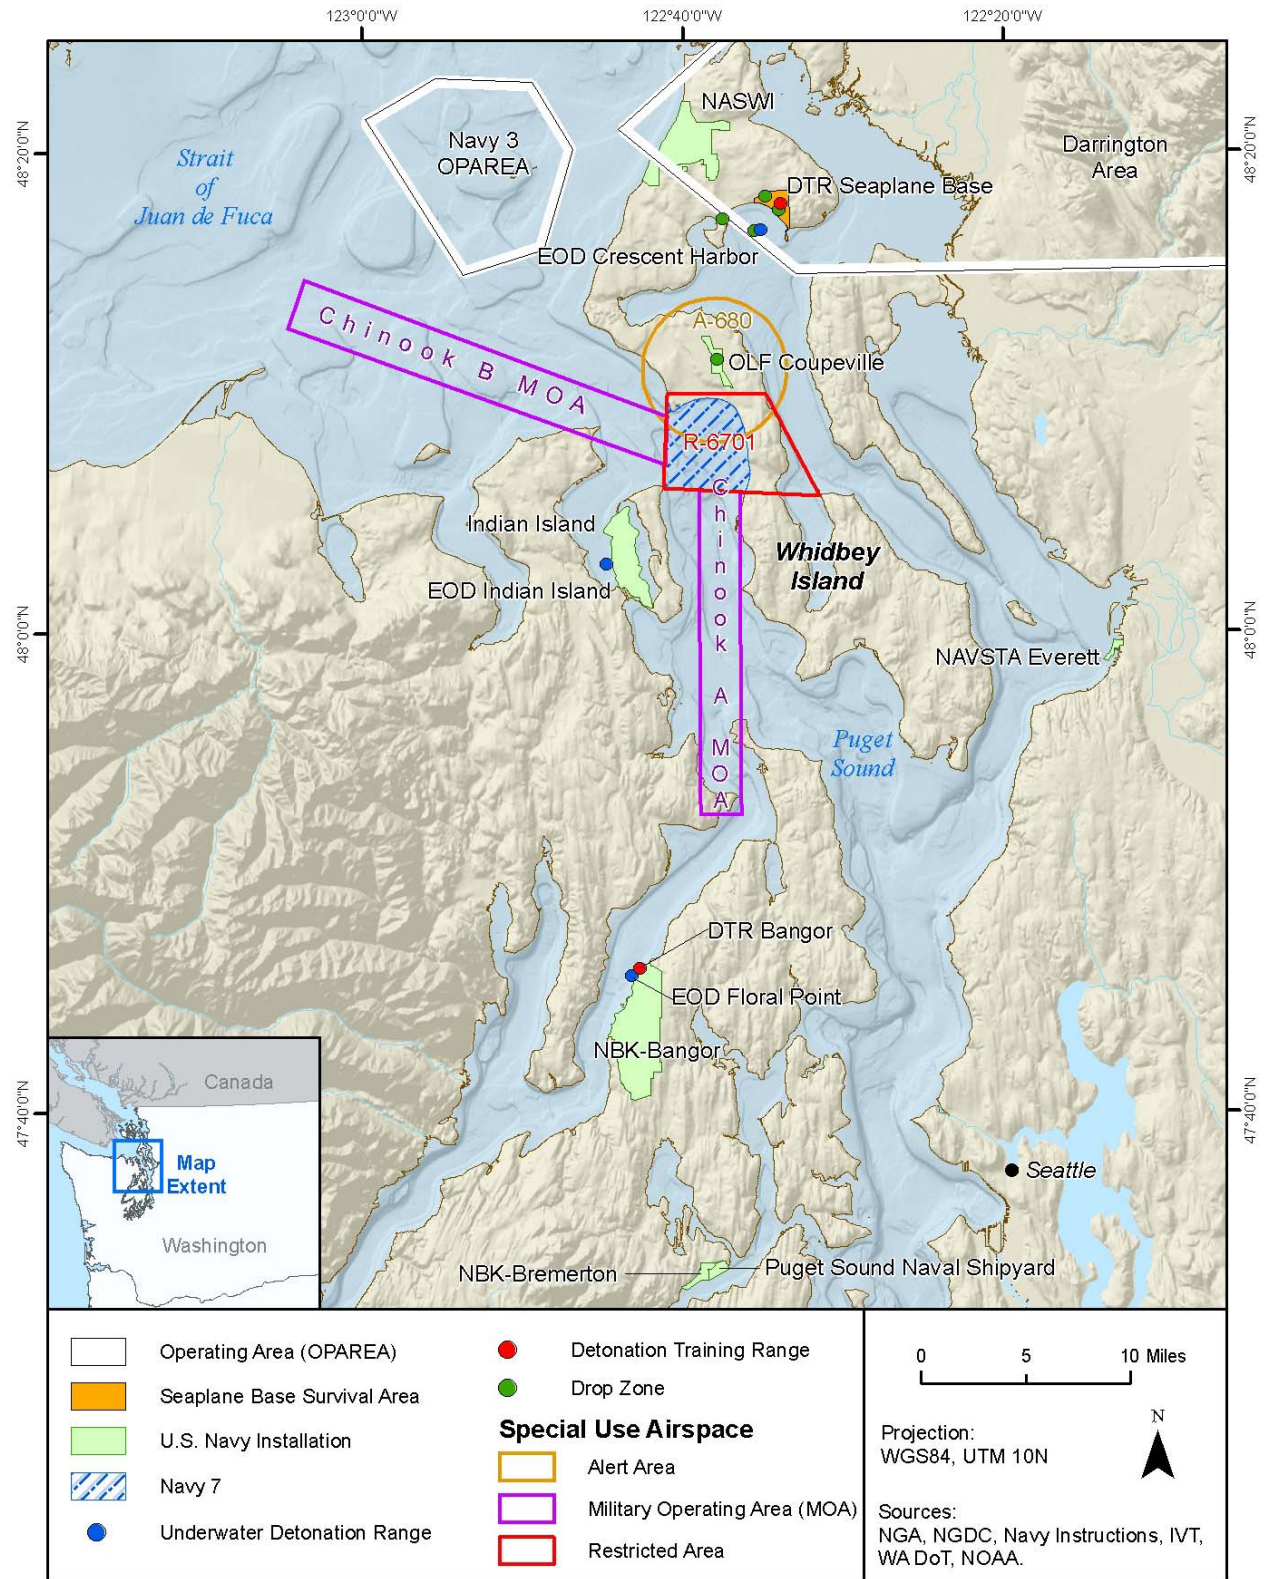 123°0'0"W
122°40'0"W
122°20'0"W
48°20'0"N
48°20'0"N
48°0'0"N
48°0'0"N
47°40'0"N
47°40'0"N
NASWI
Navy 3
OPAREA
Strait
of
Juan de Fuca
Darrington
Area
DTR Seaplane Base
EOD Crescent Harbor
A-680
Chinook B MOA
OLF Coupeville
R-6701
Chinook A MOA
Indian Island
EOD Indian Island
Whidbey
Island
NAVSTA Everett
Puget
Sound
DTR Bangor
EOD Floral Point
NBK-Bangor
Seattle
NBK-Bremerton
Puget Sound Naval Shipyard
Canada
Map
Extent
Washington
Operating Area (OPAREA)
Seaplane Base Survival Area
U.S. Navy Installation
Navy 7
Underwater Detonation Range
Detonation Training Range
Drop Zone
Special Use Airspace
Alert Area
Military Operating Area (MOA)
Restricted Area
0 5 10 Miles
Projection:
WGS84, UTM 10N
N
Sources:
NGA, NGDC, Navy Instructions, IVT,
WA DoT, NOAA.